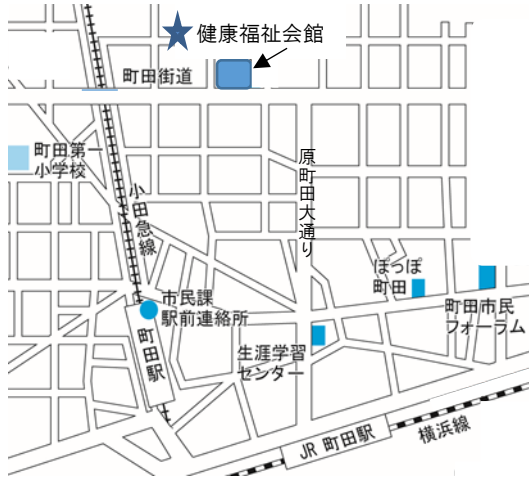 健康福祉会館
町田街道
町田第一
小学校
小田急線
原町田大通り
ぽっぽ
町田
市民課
駅前連絡所
町田市民
フォーラム
町田駅
生涯学習
センター
JR 町田駅
横浜線